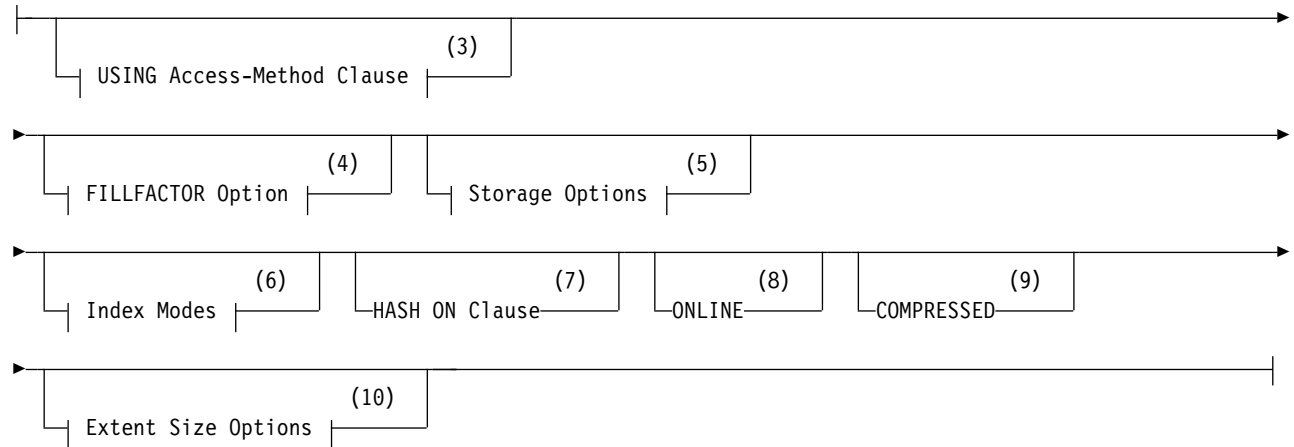 (3)
USING Access-Method Clause
(4) (5)
FILLFACTOR Option Storage Options
(6) (7) (8) (9)
Index Modes HASH ON Clause ONLINE COMPRESSED
(10)
Extent Size Options